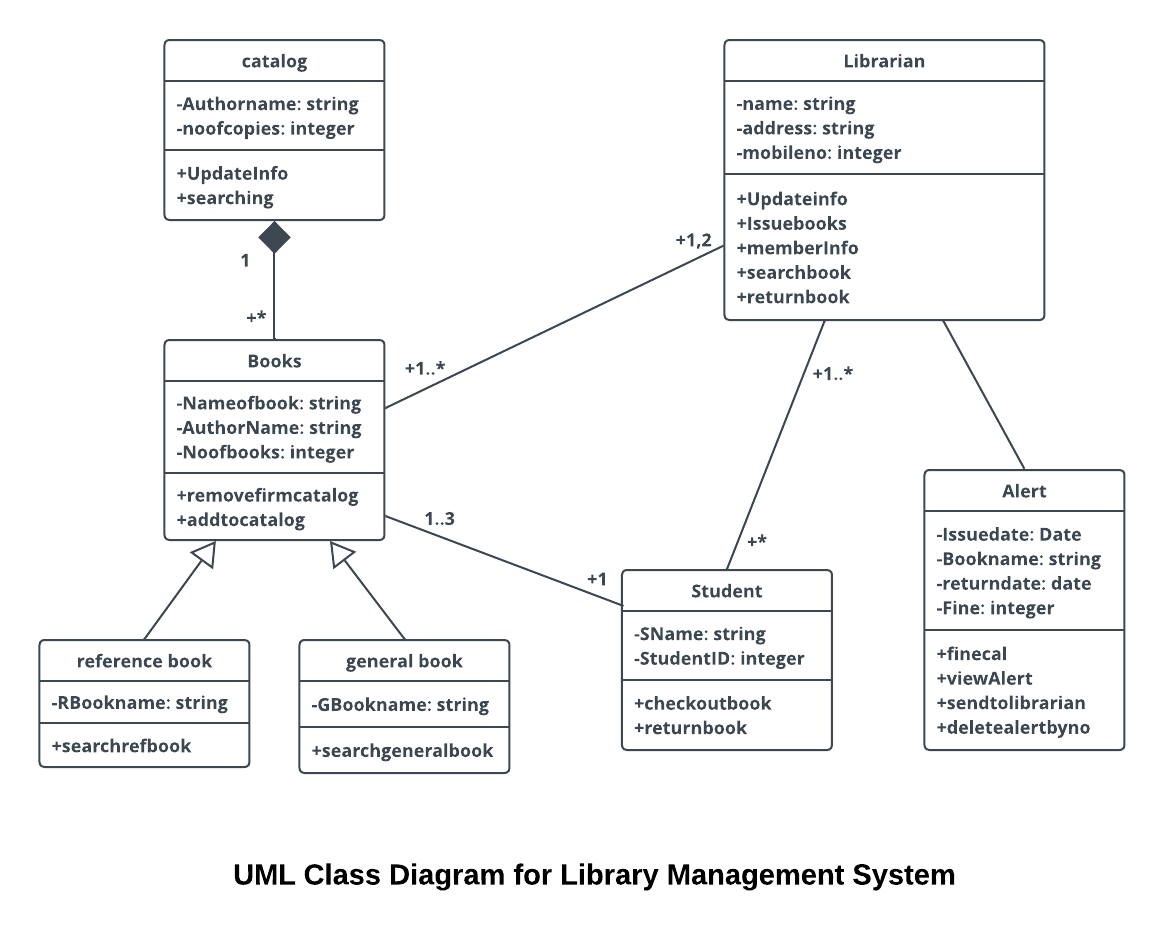 catalog
-Authorname: string
-noofcopies: integer
+UpdateInfo
+searching
Librarian
-name: string
-address: string
-mobileno: integer
+Updateinfo
+Issuebooks
+memberInfo
+searchbook
+returnbook
1
+*
+1,2
+1..*
Books
-Nameofbook: string
-AuthorName: string
-Noofbooks: integer
+removefirmcatalog
+addtocatalog
+1..*
+*
1..3
+1
Alert
-Issuedate: Date
-Bookname: string
-returndate: date
-Fine: integer
+finecal
+viewAlert
+sendtolibrarian
+deletealertbyno
Student
-SName: string
-StudentID: integer
+checkoutbook
+returnbook
reference book
-RBookname: string
+searchrefbook
general book
-GBookname: string
+searchgeneralbook
UML Class Diagram for Library Management System